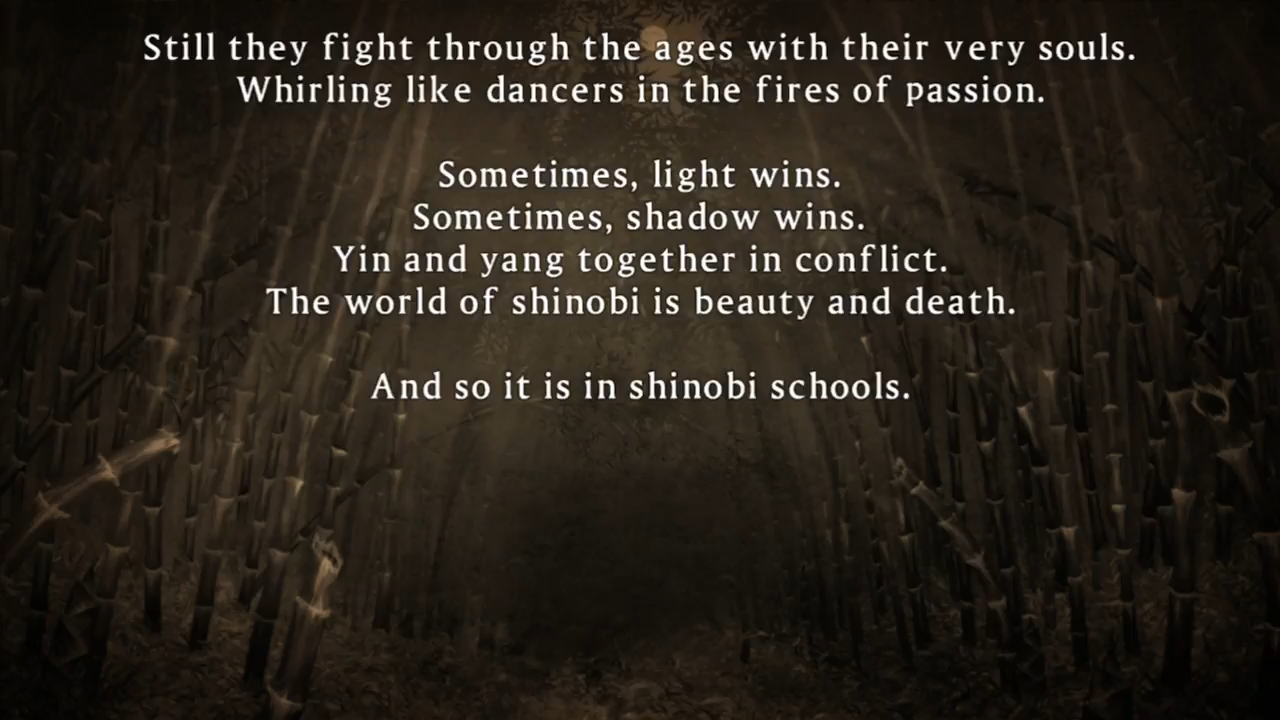 Still they fight through the ages with their very souls.
Whirling like dancers in the fires of passion.
Sometimes, light wins.
Sometimes, shadow wins.
Yin and yang together in conflict.
The world of shinobi is beauty and death.
And so it is in shinobi schools.